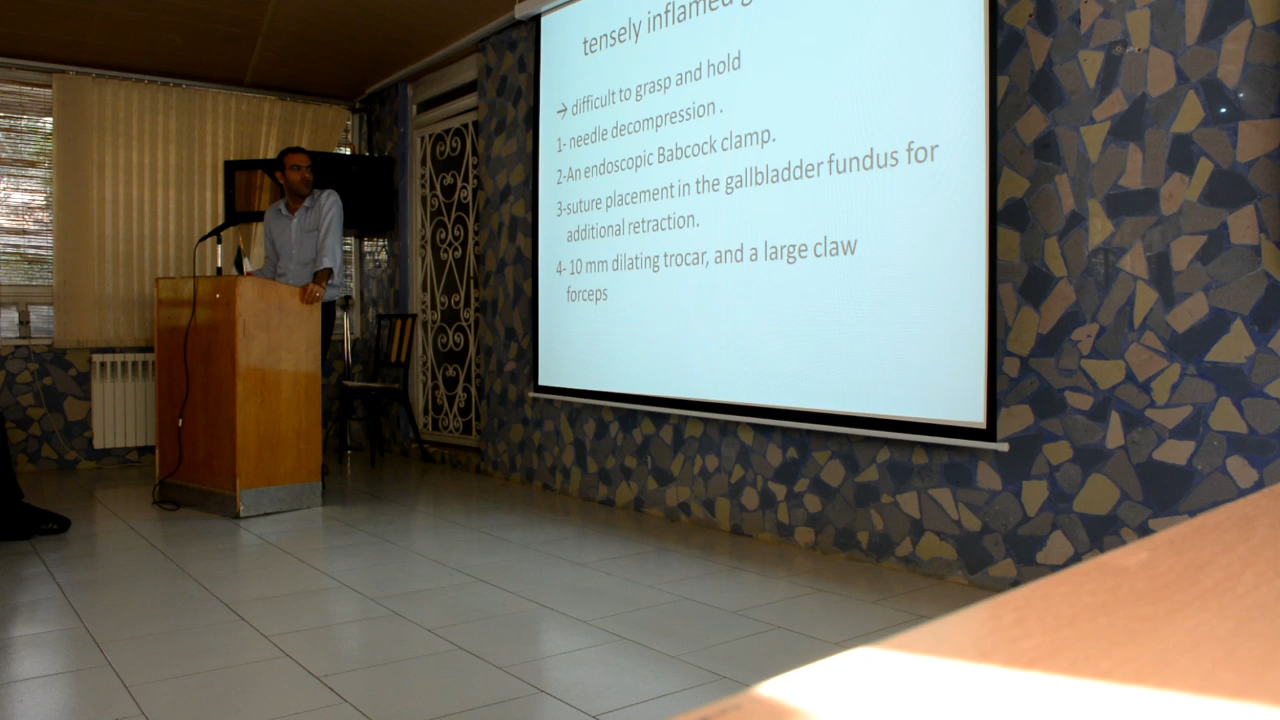 tensely inflamed
→ difficult to grasp and hold
1- needle decompression .
2-An endoscopic Babcock clamp.
3-suture placement in the gallbladder fundus for
additional retraction.
4- 10 mm dilating trocar, and a large claw
forceps